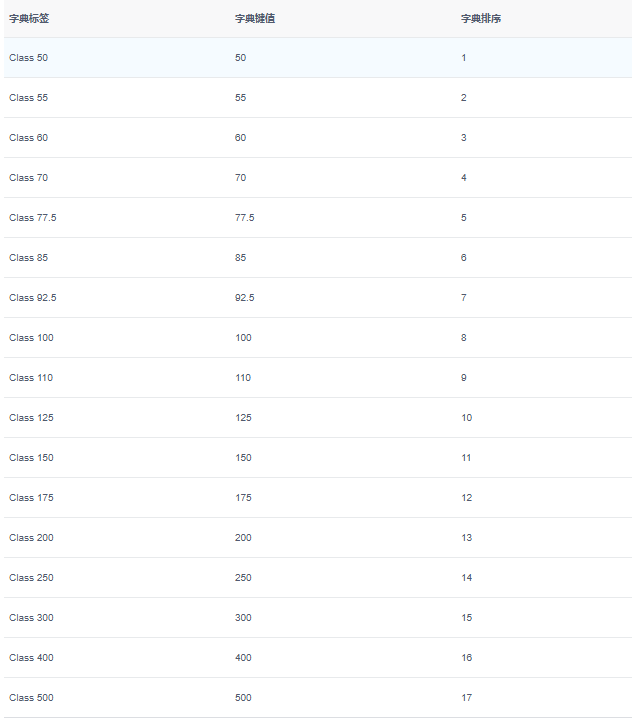 字典标签 字典键值 字典排序
Class 50 50 1
Class 55 55 2
Class 60 60 3
Class 70 70 4
Class 77.5 77.5 5
Class 85 85 6
Class 92.5 92.5 7
Class 100 100 8
Class 110 110 9
Class 125 125 10
Class 150 150 11
Class 175 175 12
Class 200 200 13
Class 250 250 14
Class 300 300 15
Class 400 400 16
Class 500 500 17